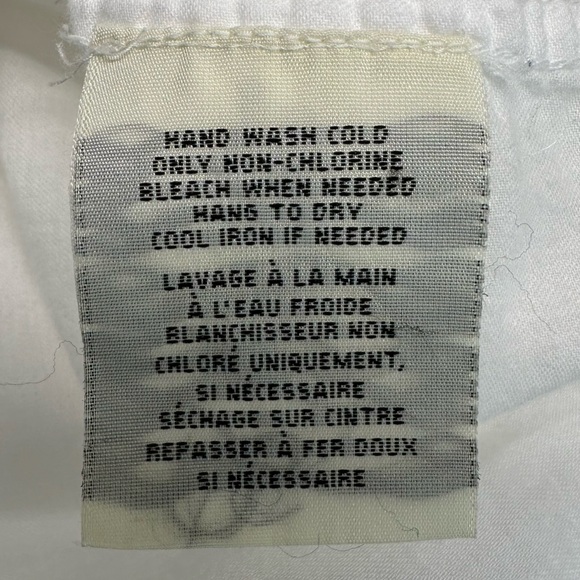 HAND WASH COLD
ONLY NON-CHLORINE
BLEACH WHEN NEEDED
HANG TO DRY
COOL IRON IF NEEDED
LAVAGE À LA MAIN
À L'EAU FROIDE
BLANCHISSEUR NON
CHLORÉ UNIQUEMENT,
SI NÉCESSAIRE
SÉCHAGE SUR CINTRE
REPASSER À FER DOUX
SI NÉCESSAIRE